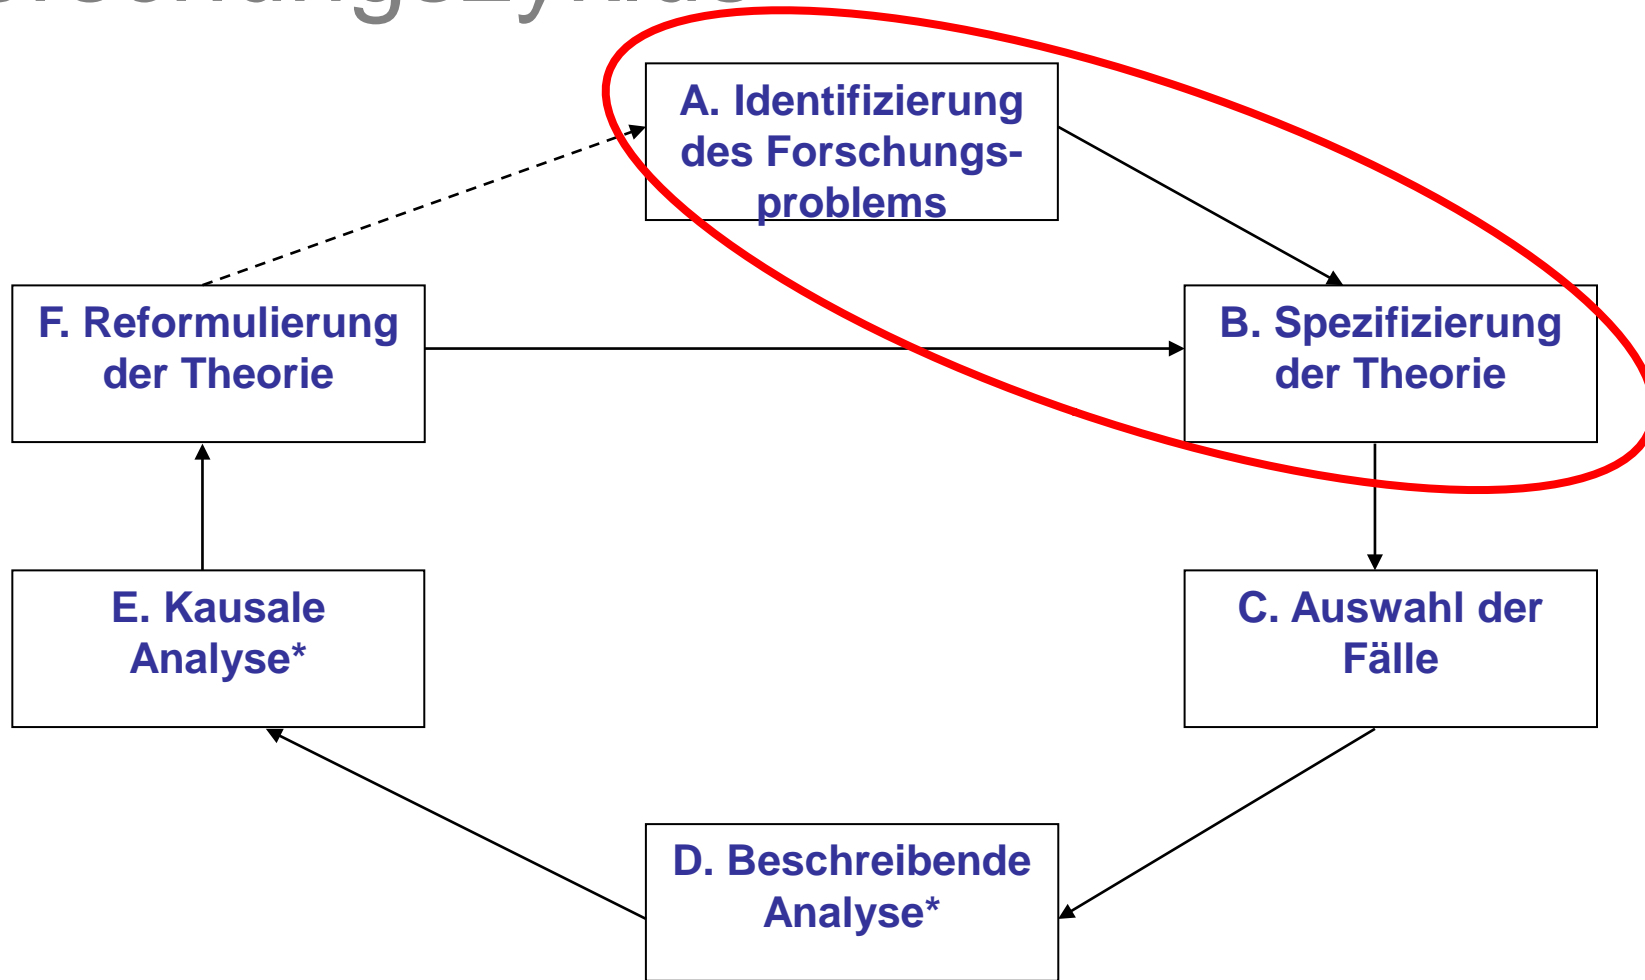 A. Identifizierung
des Forschungs-
problems
F. Reformulierung
der Theorie
B. Spezifizierung
der Theorie
E. Kausale
Analyse*
C. Auswahl der
Fälle
D. Beschreibende
Analyse*